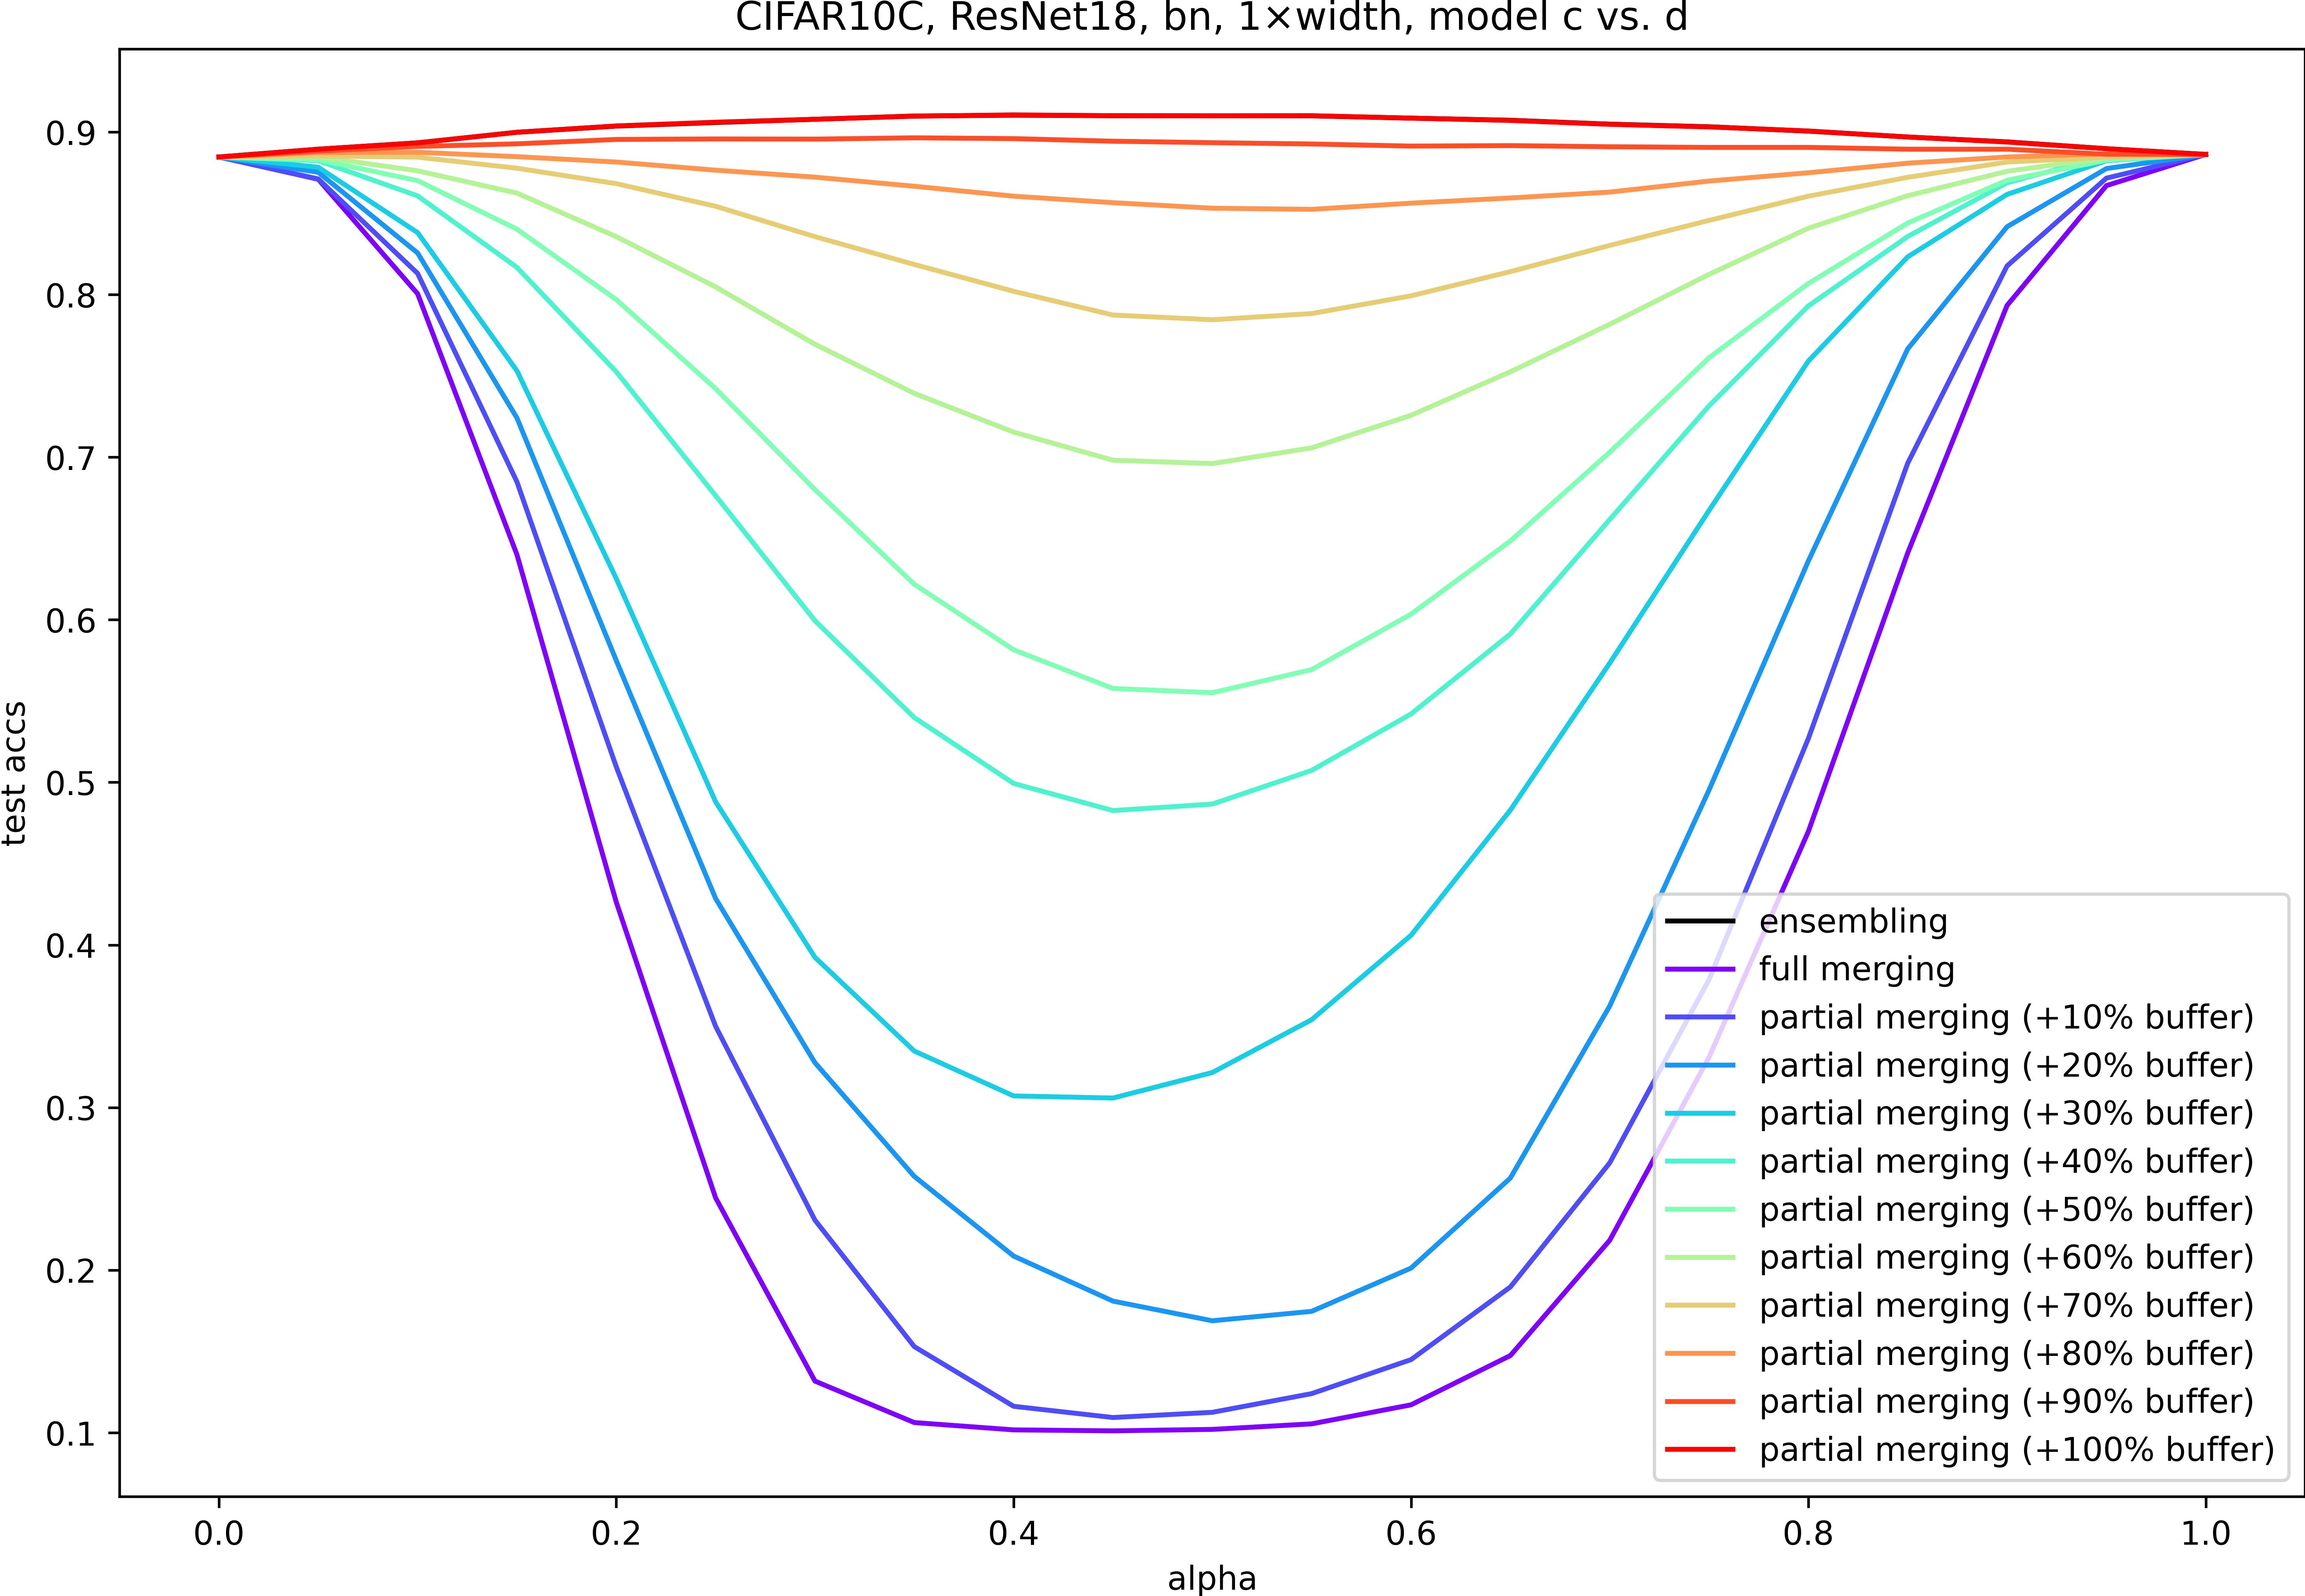 CIFAR10C, ResNet18, bn, 1×width, model c vs. d
test accs
0.9
0.8
0.7
0.6
0.5
0.4
0.3
0.2
0.1
ensembling
full merging
partial merging (+10% buffer)
partial merging (+20% buffer)
partial merging (+30% buffer)
partial merging (+40% buffer)
partial merging (+50% buffer)
partial merging (+60% buffer)
partial merging (+70% buffer)
partial merging (+80% buffer)
partial merging (+90% buffer)
partial merging (+100% buffer)
0.0 0.2 0.4 0.6 0.8 1.0
alpha